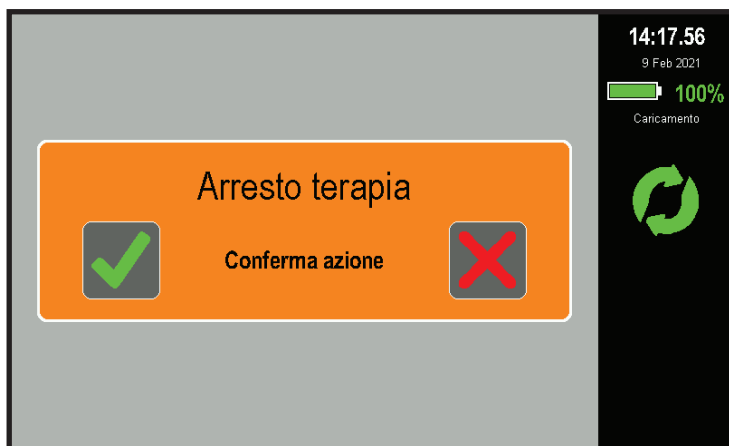 14:17.56
9 Feb 2021
100%
Caricamento
Arresto terapia
Conferma azione